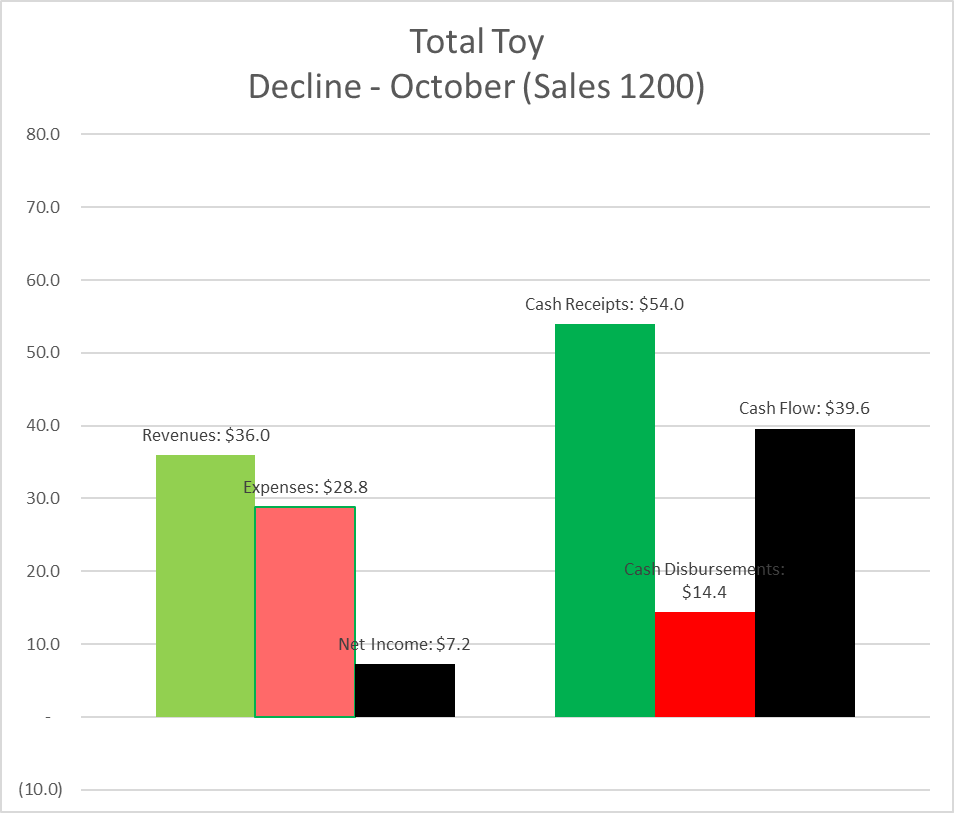 Total Toy
Decline - October (Sales 1200)
80.0
70.0
60.0
50.0
40.0
30.0
20.0
10.0
-
(10.0)
Revenues: $36.0
Expenses: $28.8
Net Income: $7.2
Cash Receipts: $54.0
Cash Disbursements:
$14.4
Cash Flow: $39.6